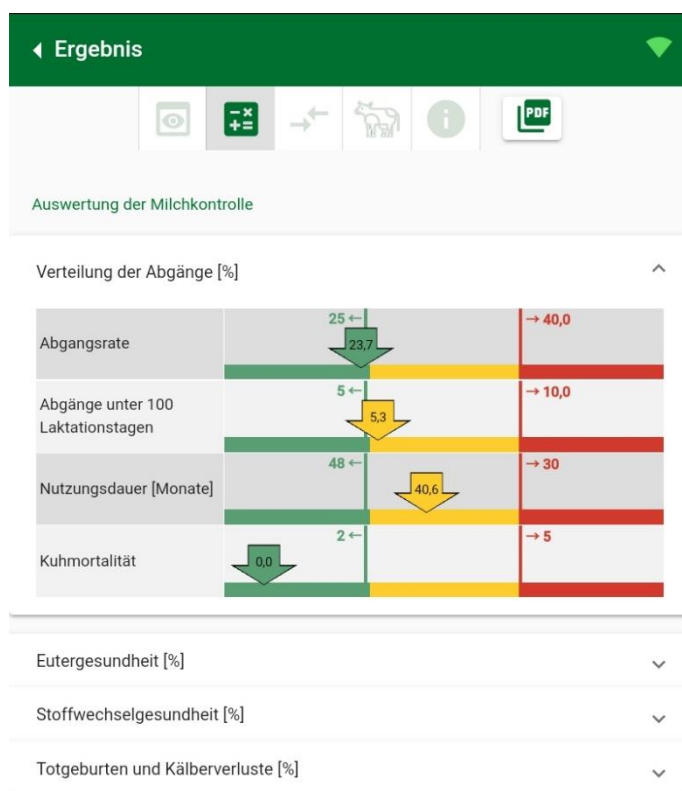 Ergebnis
PDF
Auswertung der Milchkontrolle
Verteilung der Abgänge [%]
Abgangsrate
25 ←
23,7
→ 40,0
Abgänge unter 100
Laktationstagen
5 ←
5,3
→ 10,0
Nutzungsdauer [Monate]
48 ←
40,6
→ 30
Kuhmortalität
0,0
2 ←
→ 5
Eutergesundheit [%]
Stoffwechselgesundheit [%]
Totgeburten und Kälberverluste [%]